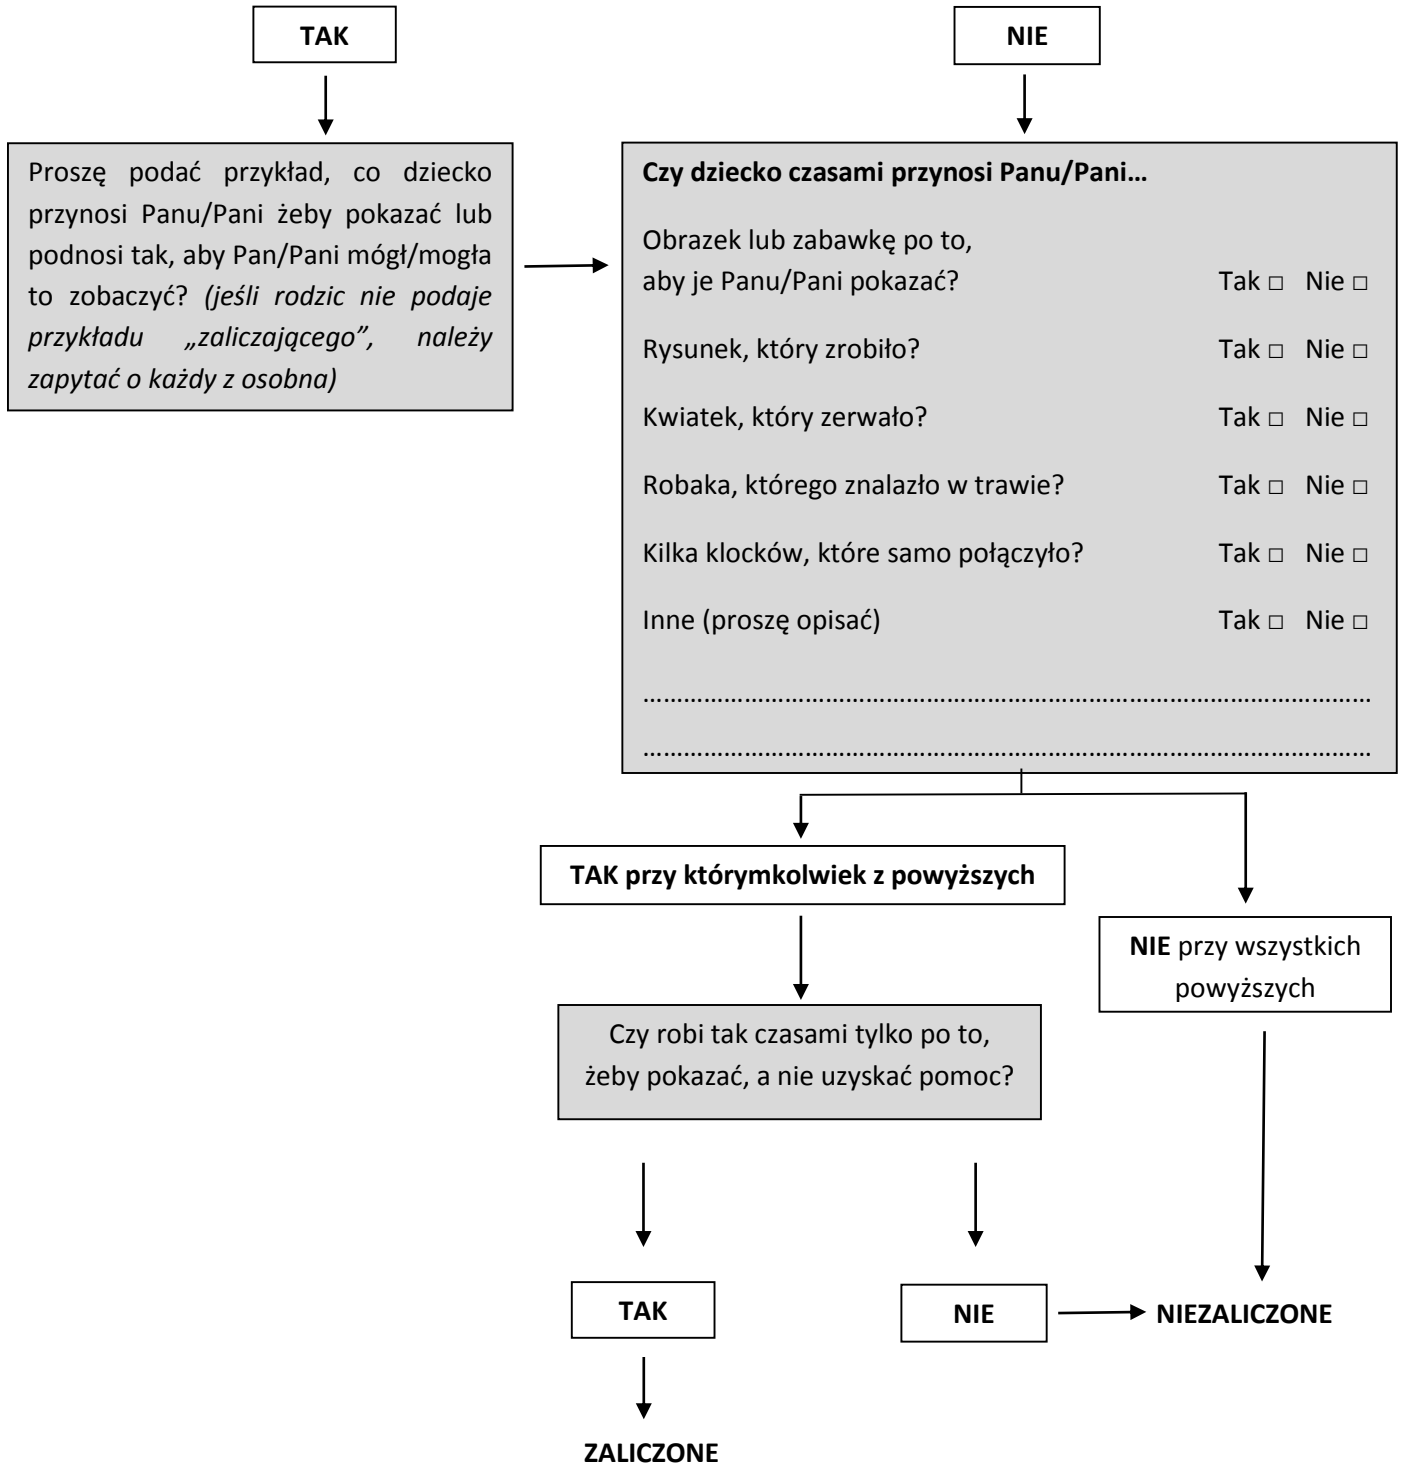 TAK
NIE
Proszę podać przykład, co dziecko
przynosi Panu/Pani żeby pokazać lub
podnosi tak, aby Pan/Pani mógł/mogła
to zobaczyć? (jeśli rodzic nie podaje
przykładu „zaliczającego”, należy
zapytać o każdy z osobna)
Czy dziecko czasami przynosi Panu/Pani…
Obrazek lub zabawkę po to,
aby je Panu/Pani pokazać? Tak □ Nie □
Rysunek, który zrobiło? Tak □ Nie □
Kwiatek, który zerwało? Tak □ Nie □
Robaka, którego znalazło w trawie? Tak □ Nie □
Kilka klocków, które samo połączyło? Tak □ Nie □
Inne (proszę opisać) Tak □ Nie □
………………………………………………………………………………………………
………………………………………………………………………………………………
TAK przy którymkolwiek z powyższych
NIE przy wszystkich
powyższych
Czy robi tak czasami tylko po to,
żeby pokazać, a nie uzyskać pomoc?
TAK
NIE
NIEZALICZONE
ZALICZONE